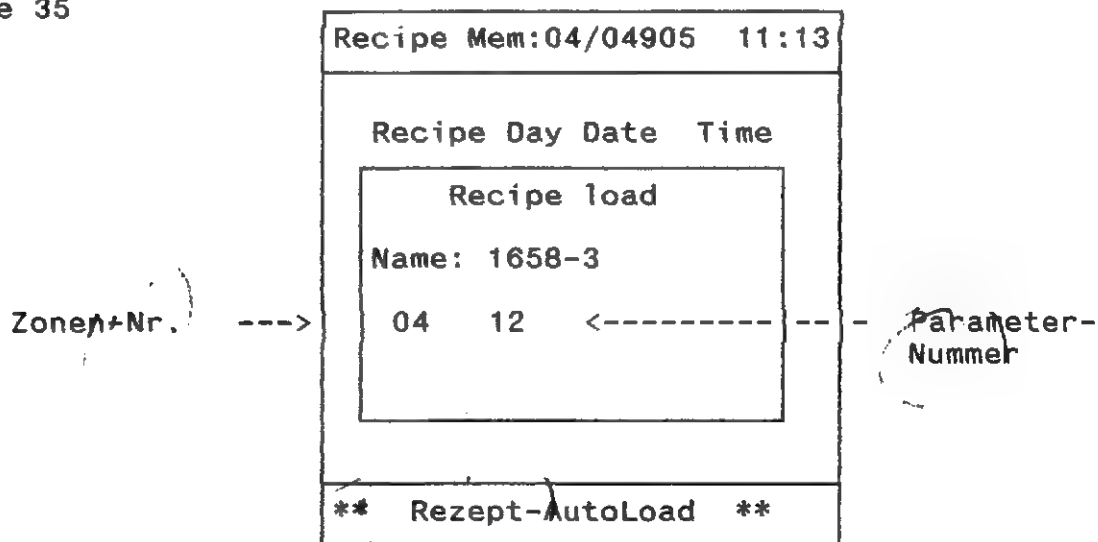 e 35
Recipe Mem:04/04905 11:13
Recipe Day Date Time
Recipe load
Name: 1658-3
Zonen-Nr. ---> 04 12 <----------- Parameter-
Nummer
** Rezept-AutoLoad **